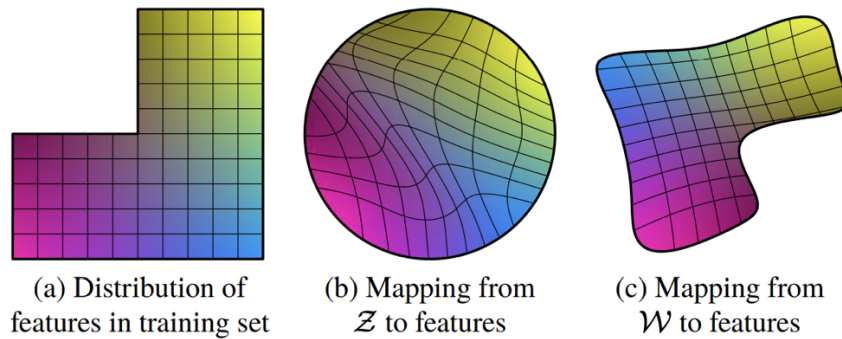 (a) Distribution of
features in training set
(b) Mapping from
𝒵 to features
(c) Mapping from
𝒲 to features